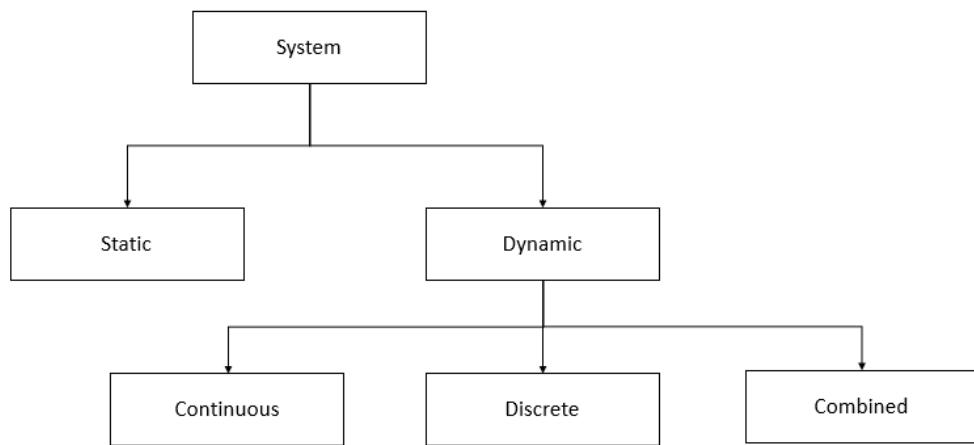 System
Static
Dynamic
Continuous
Discrete
Combined